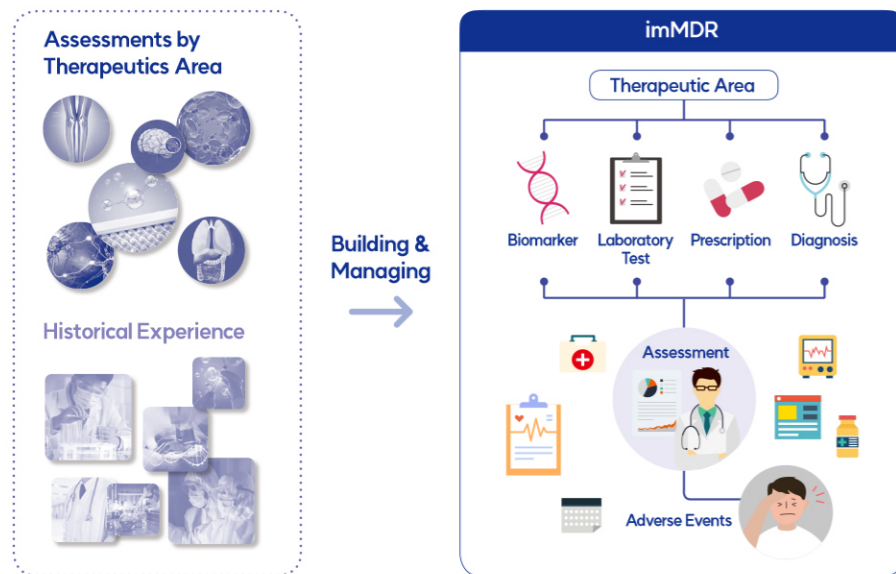 Assessments by
Therapeutics Area
Historical Experience
Building &
Managing
imMDR
Therapeutic Area
Biomarker
Laboratory
Test
Prescription
Diagnosis
Assessment
Adverse Events